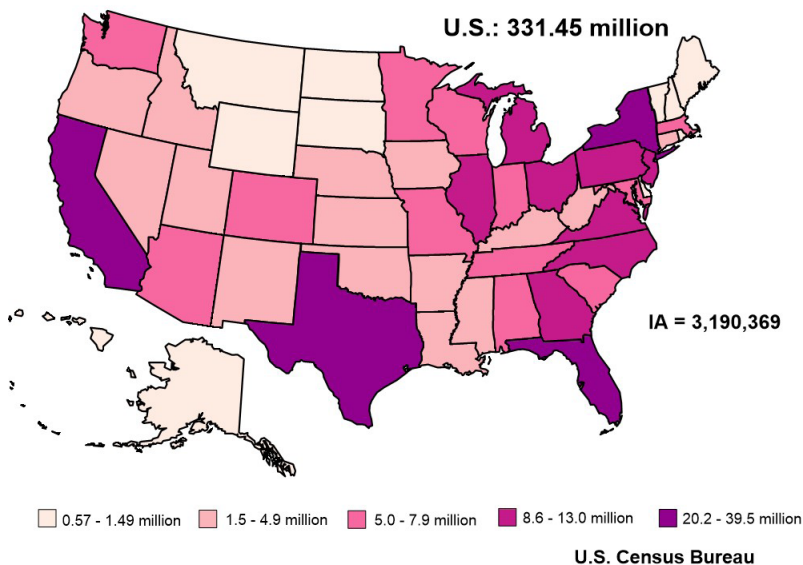 U.S.: 331.45 million
IA = 3,190,369
0.57 - 1.49 million
1.5 - 4.9 million
5.0 - 7.9 million
8.6 - 13.0 million
20.2 - 39.5 million
U.S. Census Bureau